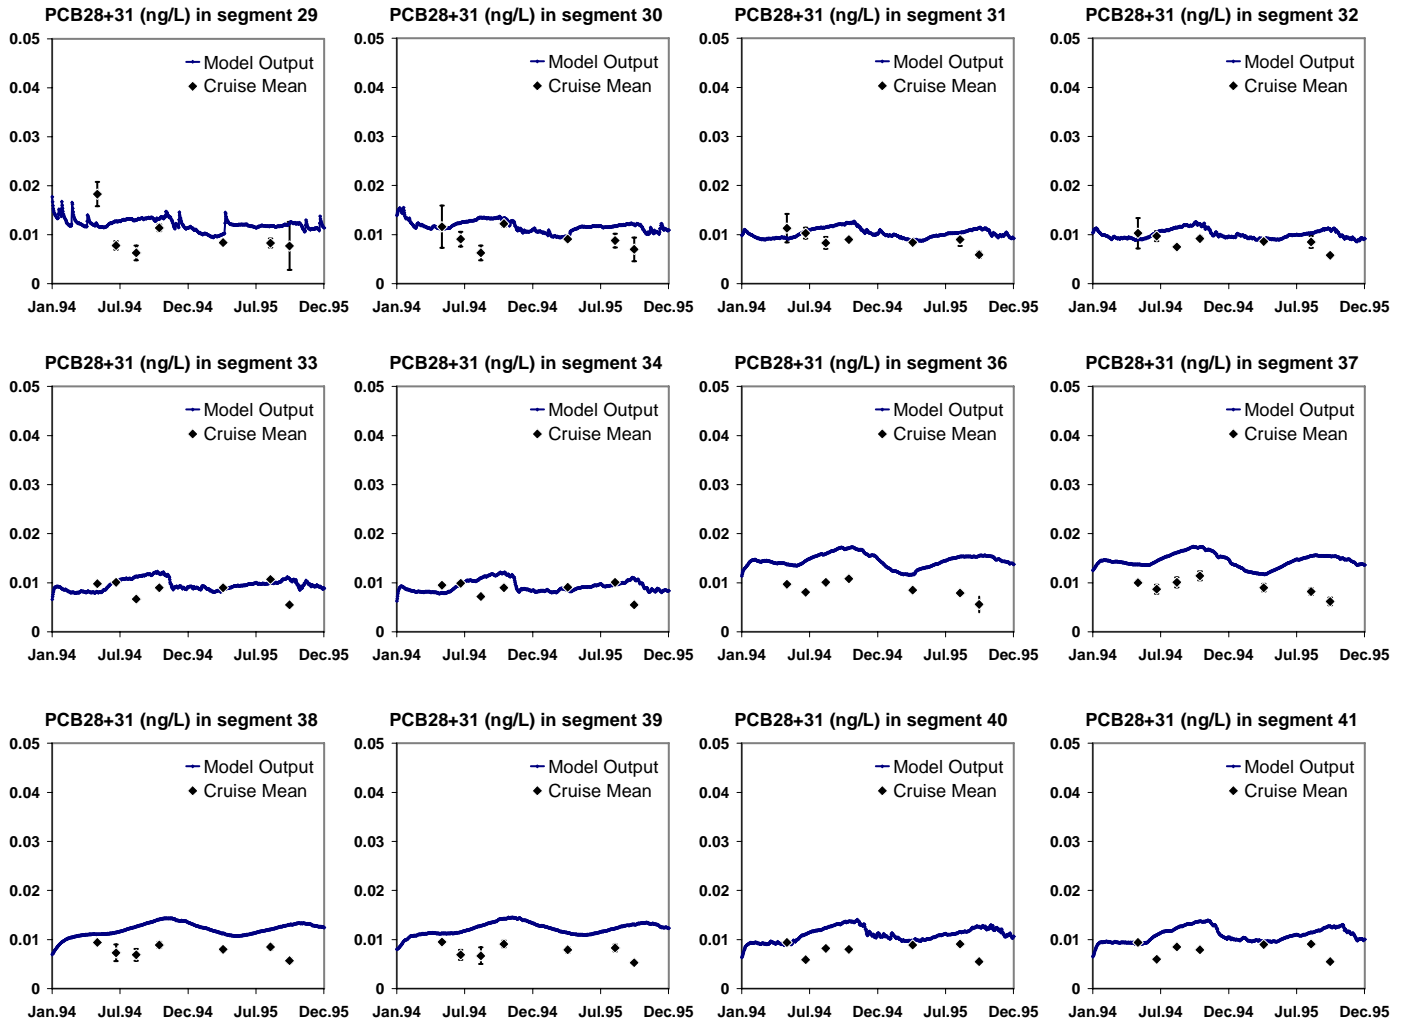 PCB28+31 (ng/L) in segment 29
0.05
0.04
0.03
0.02
0.01
0
Model Output
Cruise Mean
Jan.94 Jul.94 Dec.94 Jul.95 Dec.95
PCB28+31 (ng/L) in segment 30
0.05
0.04
0.03
0.02
0.01
0
Model Output
Cruise Mean
Jan.94 Jul.94 Dec.94 Jul.95 Dec.95
PCB28+31 (ng/L) in segment 31
0.05
0.04
0.03
0.02
0.01
0
Model Output
Cruise Mean
Jan.94 Jul.94 Dec.94 Jul.95 Dec.95
PCB28+31 (ng/L) in segment 32
0.05
0.04
0.03
0.02
0.01
0
Model Output
Cruise Mean
Jan.94 Jul.94 Dec.94 Jul.95 Dec.95
PCB28+31 (ng/L) in segment 33
0.05
0.04
0.03
0.02
0.01
0
Model Output
Cruise Mean
Jan.94 Jul.94 Dec.94 Jul.95 Dec.95
PCB28+31 (ng/L) in segment 34
0.05
0.04
0.03
0.02
0.01
0
Model Output
Cruise Mean
Jan.94 Jul.94 Dec.94 Jul.95 Dec.95
PCB28+31 (ng/L) in segment 36
0.05
0.04
0.03
0.02
0.01
0
Model Output
Cruise Mean
Jan.94 Jul.94 Dec.94 Jul.95 Dec.95
PCB28+31 (ng/L) in segment 37
0.05
0.04
0.03
0.02
0.01
0
Model Output
Cruise Mean
Jan.94 Jul.94 Dec.94 Jul.95 Dec.95
PCB28+31 (ng/L) in segment 38
0.05
0.04
0.03
0.02
0.01
0
Model Output
Cruise Mean
Jan.94 Jul.94 Dec.94 Jul.95 Dec.95
PCB28+31 (ng/L) in segment 39
0.05
0.04
0.03
0.02
0.01
0
Model Output
Cruise Mean
Jan.94 Jul.94 Dec.94 Jul.95 Dec.95
PCB28+31 (ng/L) in segment 40
0.05
0.04
0.03
0.02
0.01
0
Model Output
Cruise Mean
Jan.94 Jul.94 Dec.94 Jul.95 Dec.95
PCB28+31 (ng/L) in segment 41
0.05
0.04
0.03
0.02
0.01
0
Model Output
Cruise Mean
Jan.94 Jul.94 Dec.94 Jul.95 Dec.95